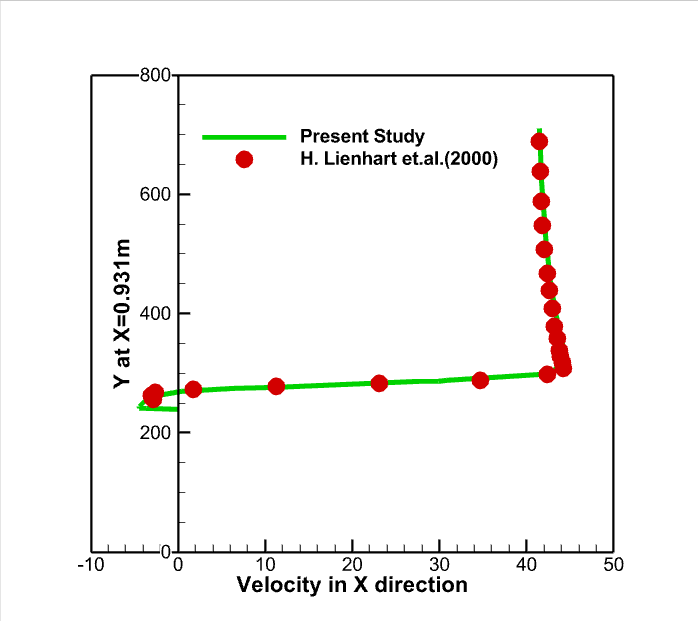 800
Present Study
H. Lienhart et.al.(2000)
600
Y at X=0.931m
400
200
0
-10 0 10 20 30 40 50
Velocity in X direction